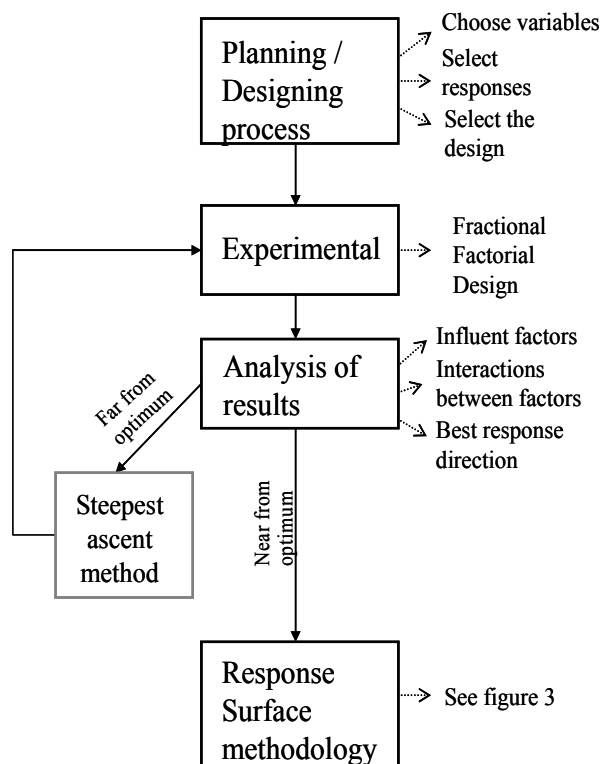 Planning /
Designing
process
Choose variables
Select
responses
Select the
design
Experimental
Fractional
Factorial
Design
Analysis of
results
Influent factors
Interactions
between factors
Best response
direction
Far from
optimum
Steepest
ascent
method
Near from
optimum
Response
Surface
methodology
See figure 3